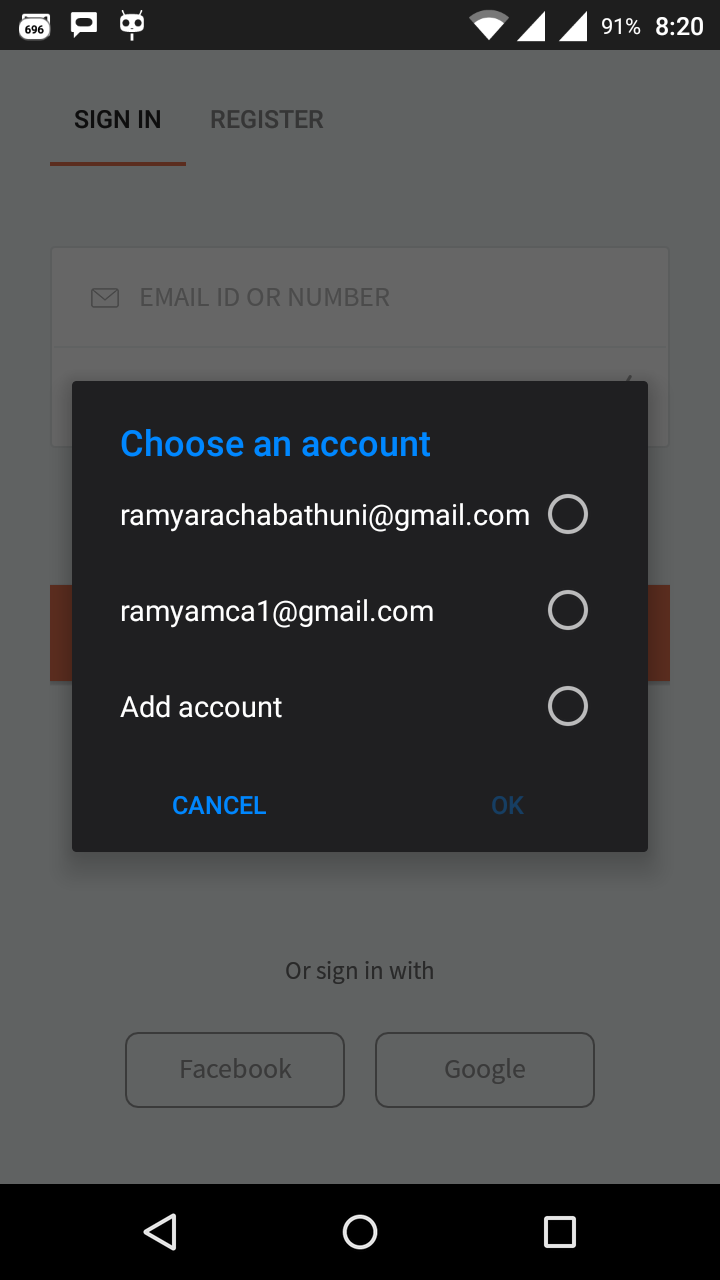 696
91%
8:20
SIGN IN
REGISTER
EMAIL ID OR NUMBER
Choose an account
ramyarachabathuni@gmail.com
ramyamca1@gmail.com
Add account
CANCEL
OK
Or sign in with
Facebook
Google